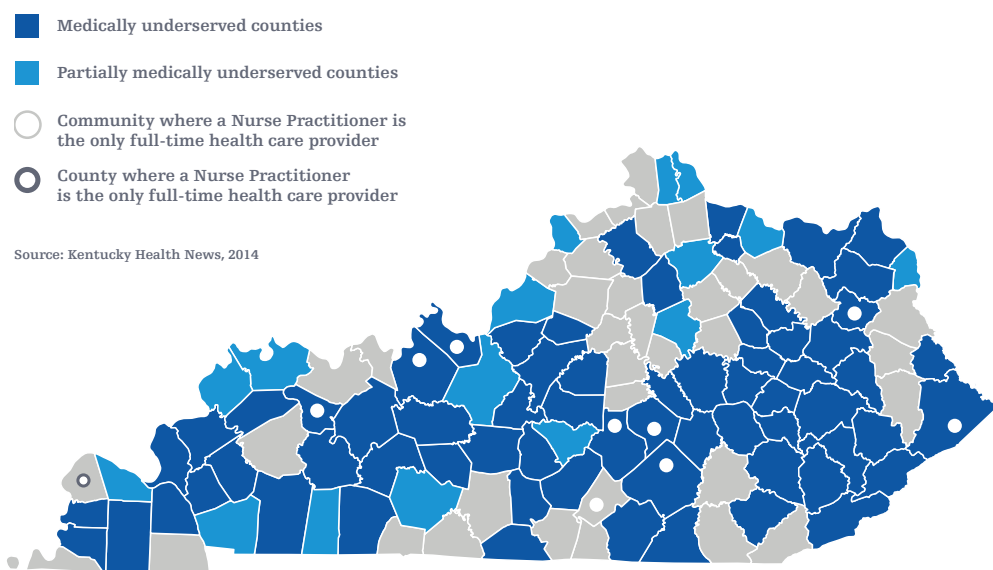 Medically underserved counties
Partially medically underserved counties
Community where a Nurse Practitioner is
the only full-time health care provider
County where a Nurse Practitioner
is the only full-time health care provider
Source: Kentucky Health News, 2014